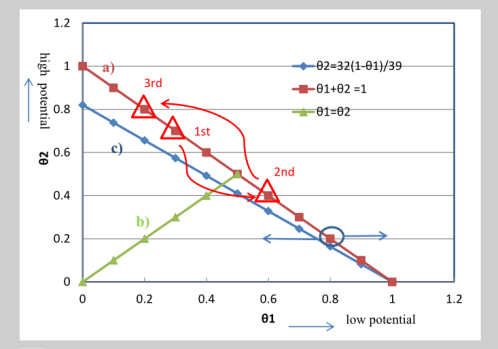 1.2
1
0.8
0.6
0.4
0.2
0
high potential
θ2
a)
3rd
1st
2nd
c)
b)
θ2=32(1-θ1)/39
θ1+θ2 =1
θ1=θ2
0
0.2
0.4
0.6
0.8
1
1.2
θ1
low potential